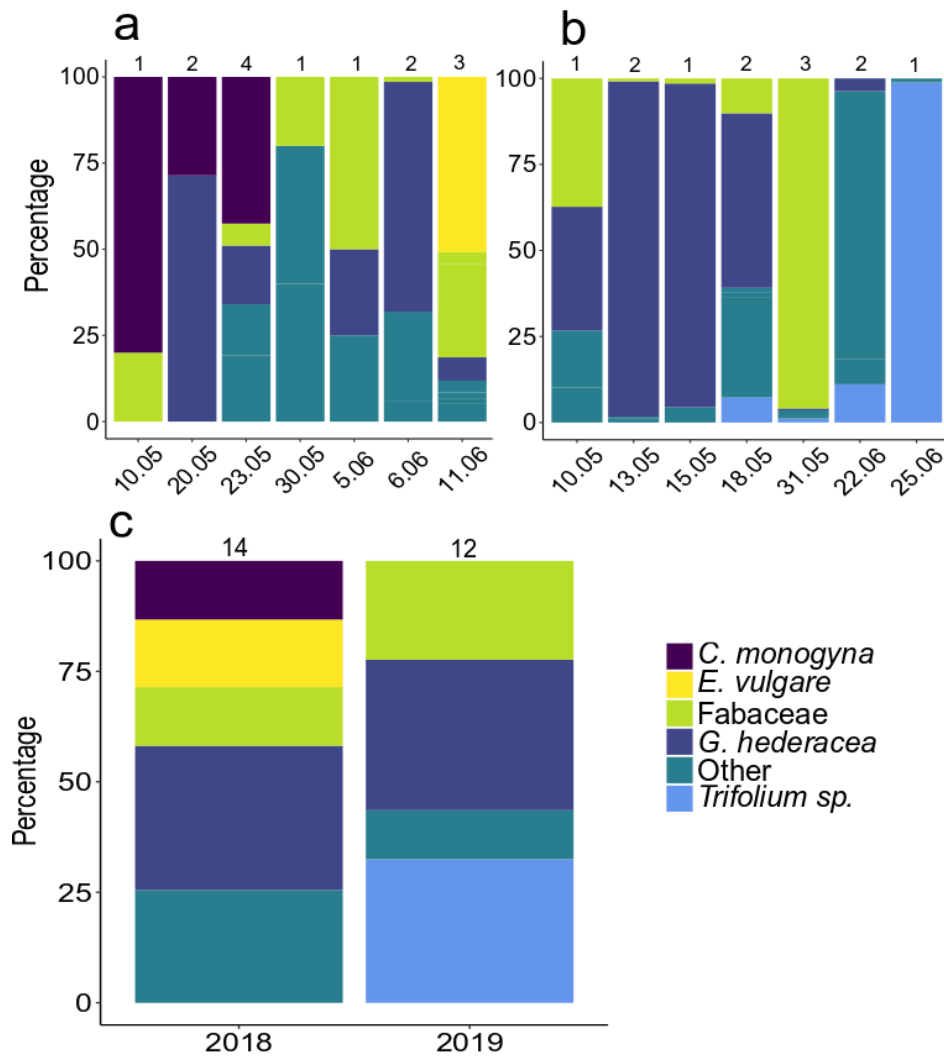 a
1 2 4 1 1 2 3
100
75
50
25
0
Percentage
10.05 20.05 23.05 30.05 5.06 6.06 11.06
b
1 2 1 2 3 2 1
100
75
50
25
0
10.05 13.05 15.05 18.05 31.05 22.06 25.06
c
14 12
100
75
50
25
0
Percentage
2018 2019
C. monogyna
E. vulgare
Fabaceae
G. hederacea
Other
Trifolium sp.